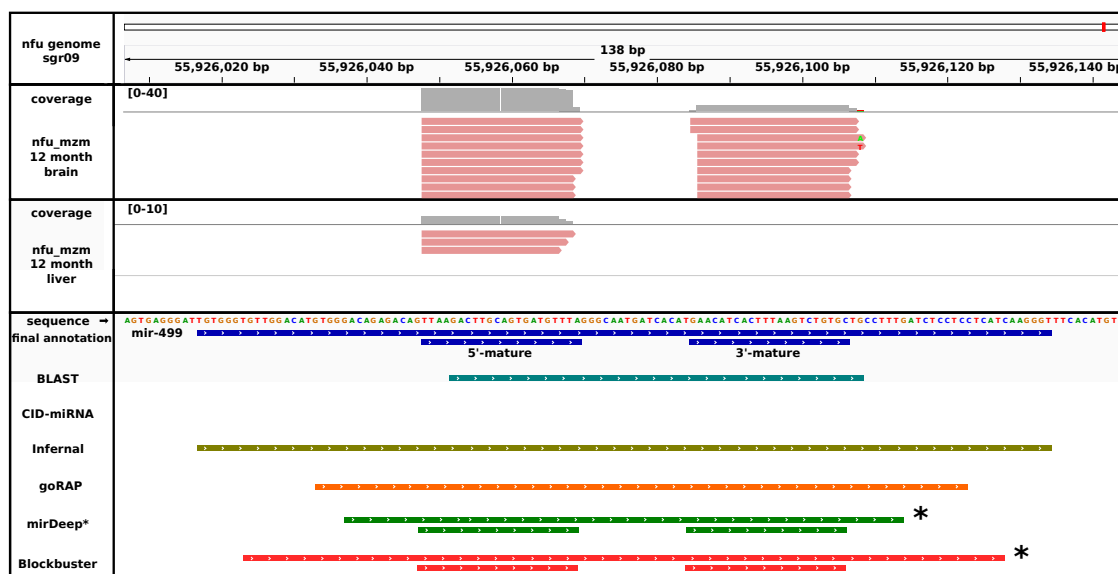 nfu genome
sgr09
138 bp
55,926,020 bp 55,926,040 bp 55,926,060 bp 55,926,080 bp 55,926,100 bp 55,926,120 bp 55,926,140 bp
coverage [0-40]
nfu_mzm
12 month
brain
A
T
coverage [0-10]
nfu_mzm
12 month
liver
sequence → AGTGAGGGATTGTGGGTGTTGGACATGTGGGACAGAGACAGTTAAGACTTGCAGTGATGTTTAGGGCAATGATCACATGAACATCACTTTAAGTCTGTGCTGCCTTTGATCTCCTCCTCATCAAGGGTTTCACATGT
final annotation mir-499
5'-mature 3'-mature
BLAST
CID-miRNA
Infernal
goRAP
mirDeep* *
Blockbuster *